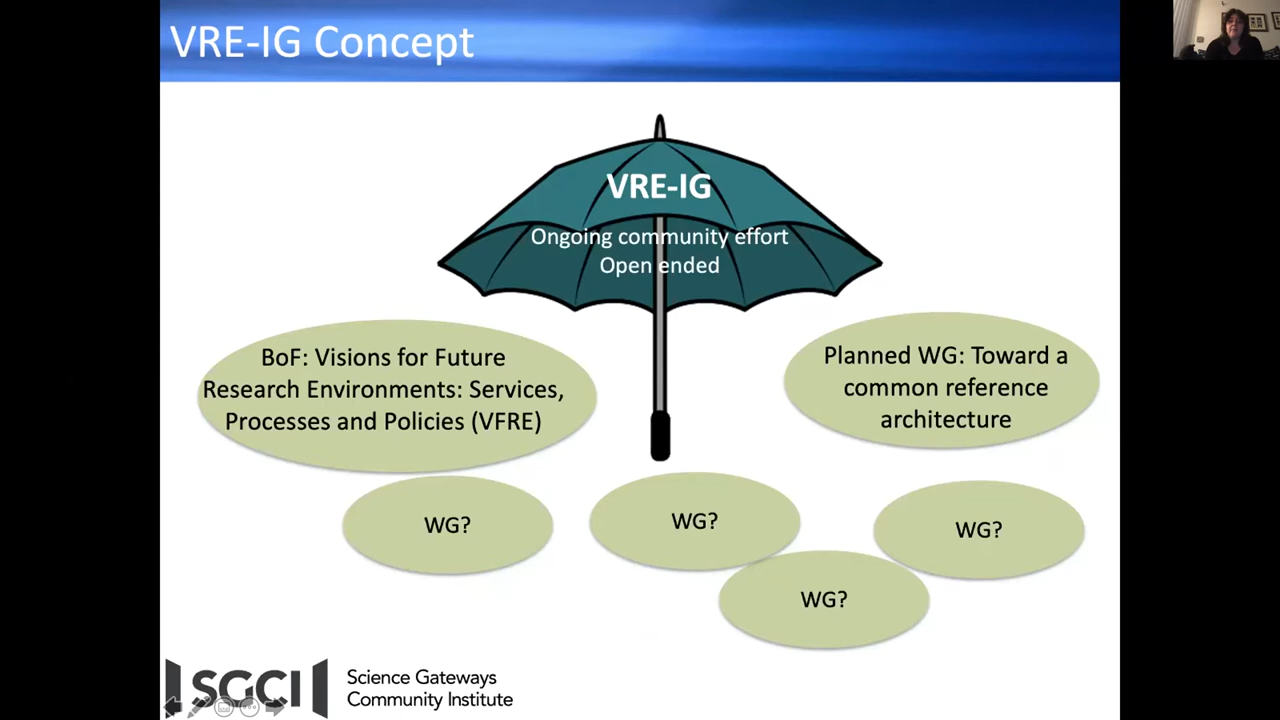 VRE-IG Concept
VRE-IG
Ongoing community effort
Open ended
BoF: Visions for Future
Research Environments: Services,
Processes and Policies (VFRE)
Planned WG: Toward a
common reference
architecture
WG?
WG?
WG?
WG?
SGCI
Science Gateways
Community Institute